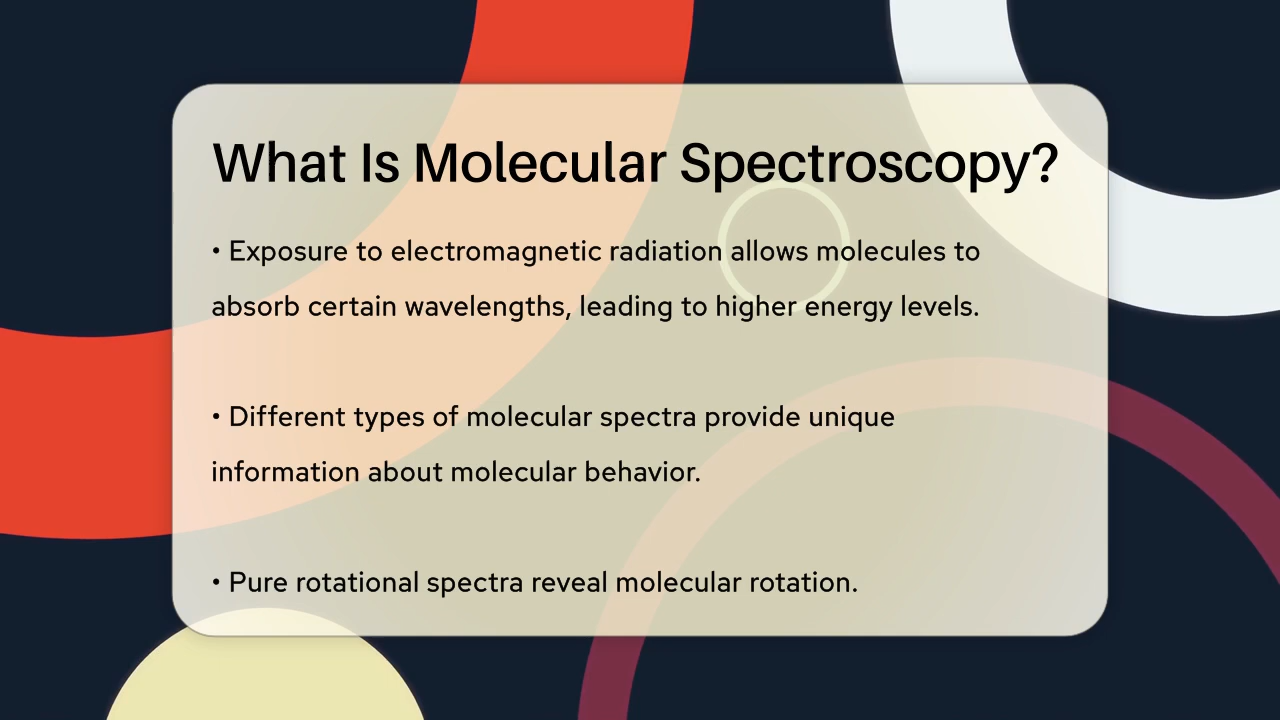 What Is Molecular Spectroscopy?
• Exposure to electromagnetic radiation allows molecules to
absorb certain wavelengths, leading to higher energy levels.
• Different types of molecular spectra provide unique
information about molecular behavior.
• Pure rotational spectra reveal molecular rotation.